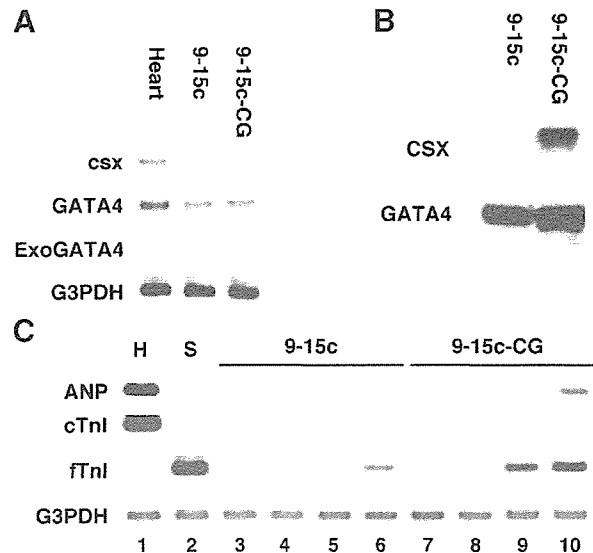 A
Heart
9-15c
9-15c-CG
csx
GATA4
ExoGATA4
G3PDH
B
9-15c
9-15c-CG
CSX
GATA4
C
H S 9-15c 9-15c-CG
ANP
cTnI
fTnI
G3PDH
1 2 3 4 5 6 7 8 9 10